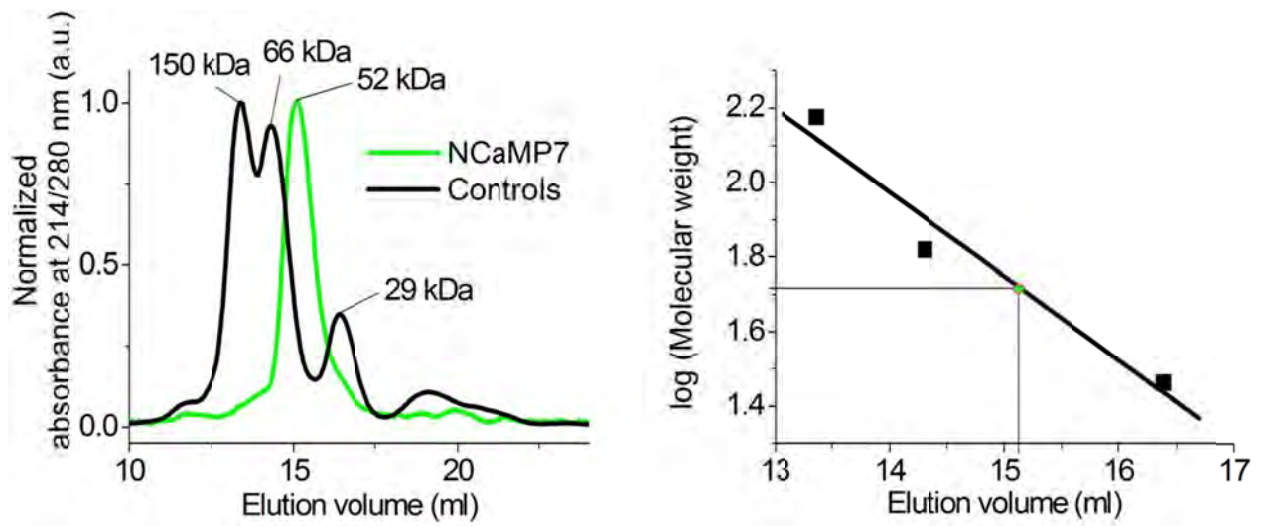 150 kDa
66 kDa
52 kDa
29 kDa
NCaMP7
Controls
Normalized
absorbance at 214/280 nm (a.u.)
1.0
0.5
0.0
10
15
20
Elution volume (ml)
log (Molecular weight)
2.2
2.0
1.8
1.6
1.4
13
14
15
16
17
Elution volume (ml)